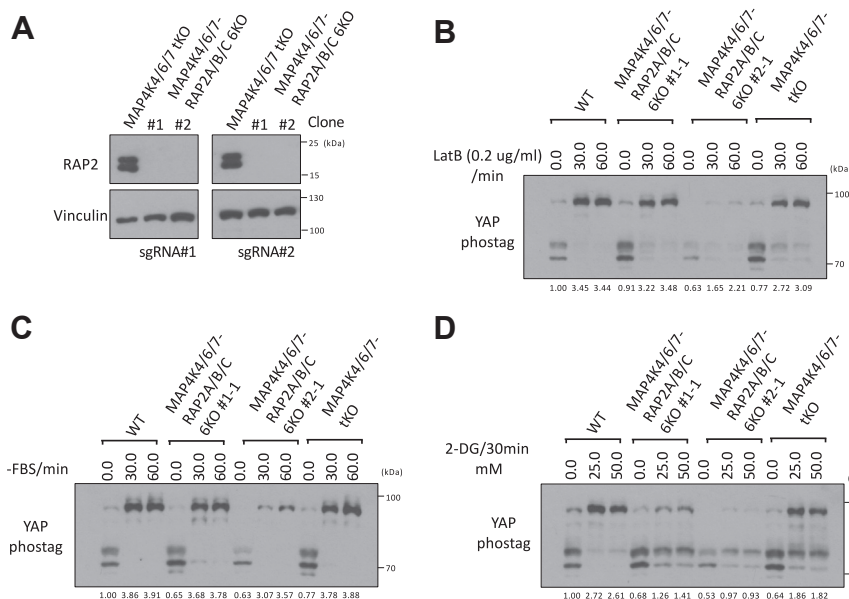 A
MAP4K4/6/7 tKO
MAP4K4/6/7-
RAP2A/B/C 6KO
MAP4K4/6/7 tKO
MAP4K4/6/7-
RAP2A/B/C 6KO
#1 #2 #1 #2 Clone
RAP2
25 (kDa)
15
Vinculin
130
100
sgRNA#1 sgRNA#2
B
WT
MAP4K4/6/7-
RAP2A/B/C
6KO #1-1
MAP4K4/6/7-
RAP2A/B/C
6KO #2-1
MAP4K4/6/7-
tKO
LatB (0.2 ug/ml)
/min
0.0 30.0 60.0 0.0 30.0 60.0 0.0 30.0 60.0 0.0 30.0 60.0
(kDa
YAP
phostag
100
70
1.00 3.45 3.44 0.91 3.22 3.48 0.63 1.65 2.21 0.77 2.72 3.09
C
WT
MAP4K4/6/7-
RAP2A/B/C
6KO #1-1
MAP4K4/6/7-
RAP2A/B/C
6KO #2-1
MAP4K4/6/7-
tKO
-FBS/min
0.0 30.0 60.0 0.0 30.0 60.0 0.0 30.0 60.0 0.0 30.0 60.0
(kDa)
YAP
phostag
100
70
1.00 3.86 3.91 0.65 3.68 3.78 0.63 3.07 3.57 0.77 3.78 3.88
D
WT
MAP4K4/6/7-
RAP2A/B/C
6KO #1-1
MAP4K4/6/7-
RAP2A/B/C
6KO #2-1
MAP4K4/6/7-
tKO
2-DG/30min
mM
0.0 25.0 50.0 0.0 25.0 50.0 0.0 25.0 50.0 0.0 25.0 50.0
YAP
phostag
1.00 2.72 2.61 0.68 1.26 1.41 0.53 0.97 0.93 0.64 1.86 1.82